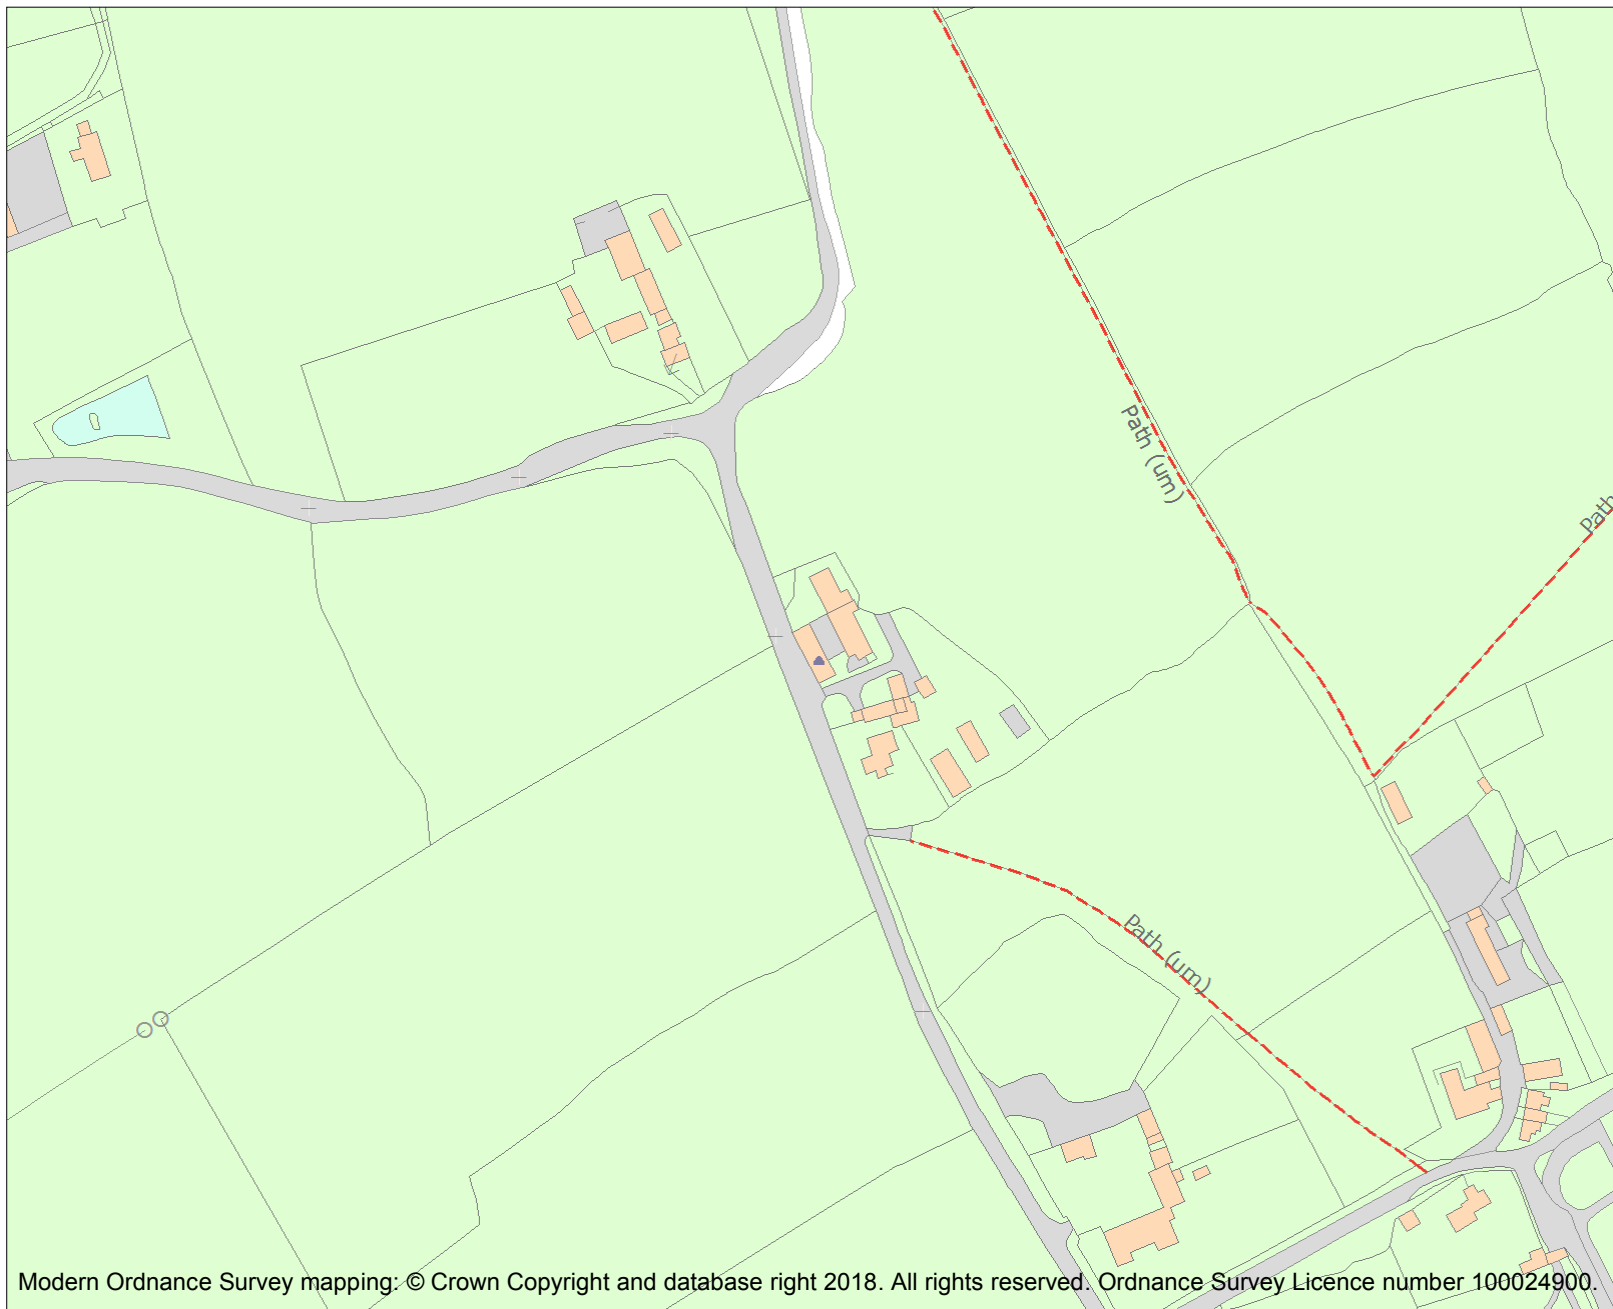 Path (um)
Path
Path (um)
Modern Ordnance Survey mapping: © Crown Copyright and database right 2018. All rights reserved. Ordnance Survey Licence number 100024900.